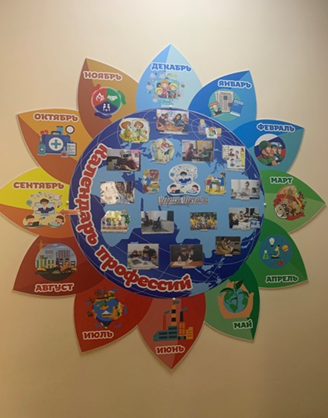 ДЕКАБРЬ
ЯНВАРЬ
ФЕВРАЛЬ
МАРТ
АПРЕЛЬ
МАЙ
ИЮНЬ
ИЮЛЬ
АВГУСТ
СЕНТЯБРЬ
ОКТЯБРЬ
НОЯБРЬ
Календарь профессий